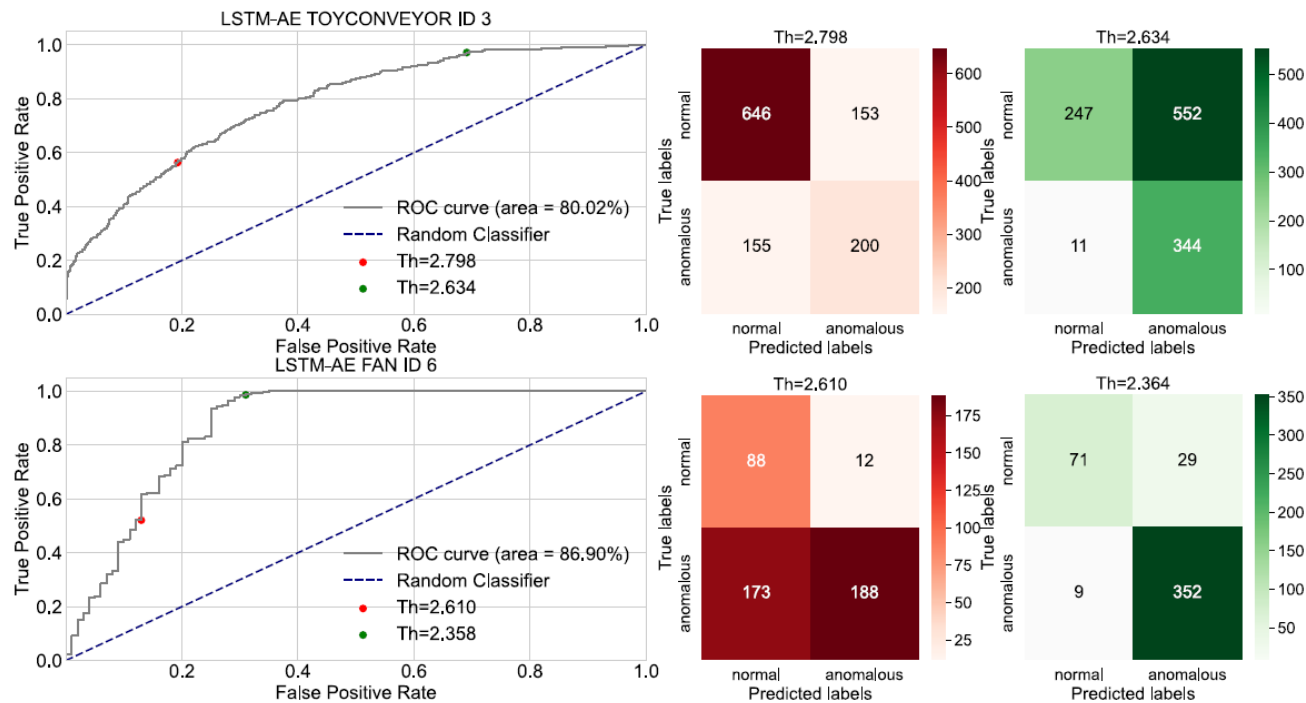 LSTM-AE TOYCONVEYOR ID 3
True Positive Rate
1.0
0.8
0.6
0.4
0.2
0.0
ROC curve (area = 80.02%)
Random Classifier
Th=2.798
Th=2.634
0.2 0.4 0.6 0.8 1.0
False Positive Rate
Th=2.798
True labels
normal
anomalous
646 153
155 200
normal anomalous
Predicted labels
600
500
400
300
200
Th=2.634
True labels
normal
anomalous
247 552
11 344
normal anomalous
Predicted labels
500
400
300
200
100
LSTM-AE FAN ID 6
True Positive Rate
1.0
0.8
0.6
0.4
0.2
0.0
ROC curve (area = 86.90%)
Random Classifier
Th=2.610
Th=2.358
0.2 0.4 0.6 0.8 1.0
False Positive Rate
Th=2.610
True labels
normal
anomalous
88 12
173 188
normal anomalous
Predicted labels
175
150
125
100
75
50
25
Th=2.364
True labels
normal
anomalous
71 29
9 352
normal anomalous
Predicted labels
350
300
250
200
150
100
50